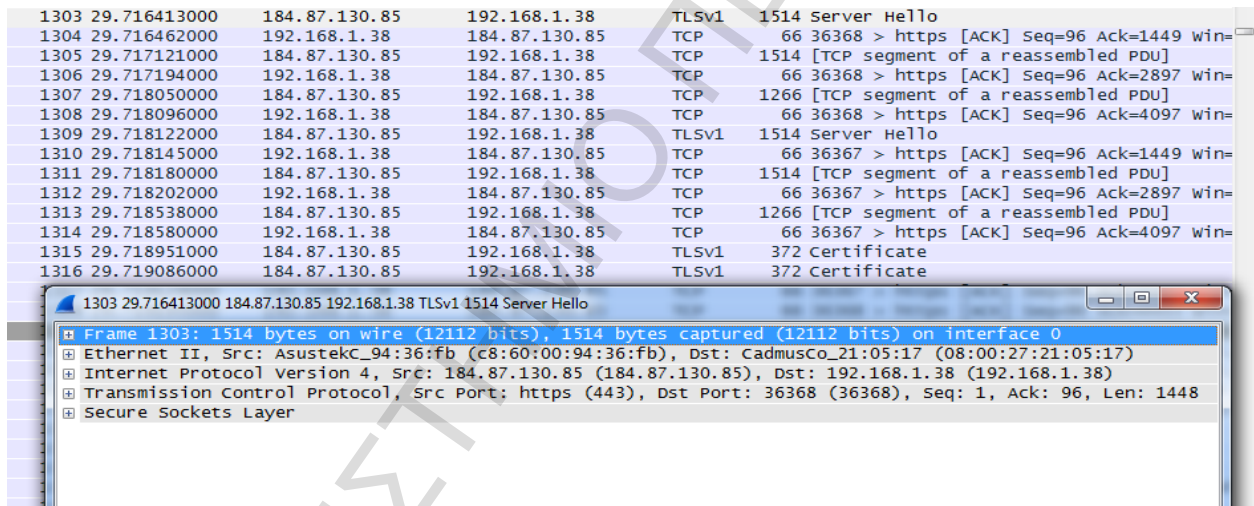 1303 29.716413000 184.87.130.85 192.168.1.38 TLSv1 1514 Server Hello
1304 29.716462000 192.168.1.38 184.87.130.85 TCP 66 36368 > https [ACK] Seq=96 Ack=1449 Win=
1305 29.717121000 184.87.130.85 192.168.1.38 TCP 1514 [TCP segment of a reassembled PDU]
1306 29.717194000 192.168.1.38 184.87.130.85 TCP 66 36368 > https [ACK] Seq=96 Ack=2897 Win=
1307 29.718050000 184.87.130.85 192.168.1.38 TCP 1266 [TCP segment of a reassembled PDU]
1308 29.718096000 192.168.1.38 184.87.130.85 TCP 66 36368 > https [ACK] Seq=96 Ack=4097 Win=
1309 29.718122000 184.87.130.85 192.168.1.38 TLSv1 1514 Server Hello
1310 29.718145000 192.168.1.38 184.87.130.85 TCP 66 36367 > https [ACK] Seq=96 Ack=1449 Win=
1311 29.718180000 184.87.130.85 192.168.1.38 TCP 1514 [TCP segment of a reassembled PDU]
1312 29.718202000 192.168.1.38 184.87.130.85 TCP 66 36367 > https [ACK] Seq=96 Ack=2897 Win=
1313 29.718538000 184.87.130.85 192.168.1.38 TCP 1266 [TCP segment of a reassembled PDU]
1314 29.718580000 192.168.1.38 184.87.130.85 TCP 66 36367 > https [ACK] Seq=96 Ack=4097 Win=
1315 29.718951000 184.87.130.85 192.168.1.38 TLSv1 372 Certificate
1316 29.719086000 184.87.130.85 192.168.1.38 TLSv1 372 Certificate
1303 29.716413000 184.87.130.85 192.168.1.38 TLSv1 1514 Server Hello
Frame 1303: 1514 bytes on wire (12112 bits), 1514 bytes captured (12112 bits) on interface 0
Ethernet II, Src: AsustekC_94:36:fb (c8:60:00:94:36:fb), Dst: CadmusCo_21:05:17 (08:00:27:21:05:17)
Internet Protocol Version 4, Src: 184.87.130.85 (184.87.130.85), Dst: 192.168.1.38 (192.168.1.38)
Transmission Control Protocol, Src Port: https (443), Dst Port: 36368 (36368), Seq: 1, Ack: 96, Len: 1448
Secure Sockets Layer